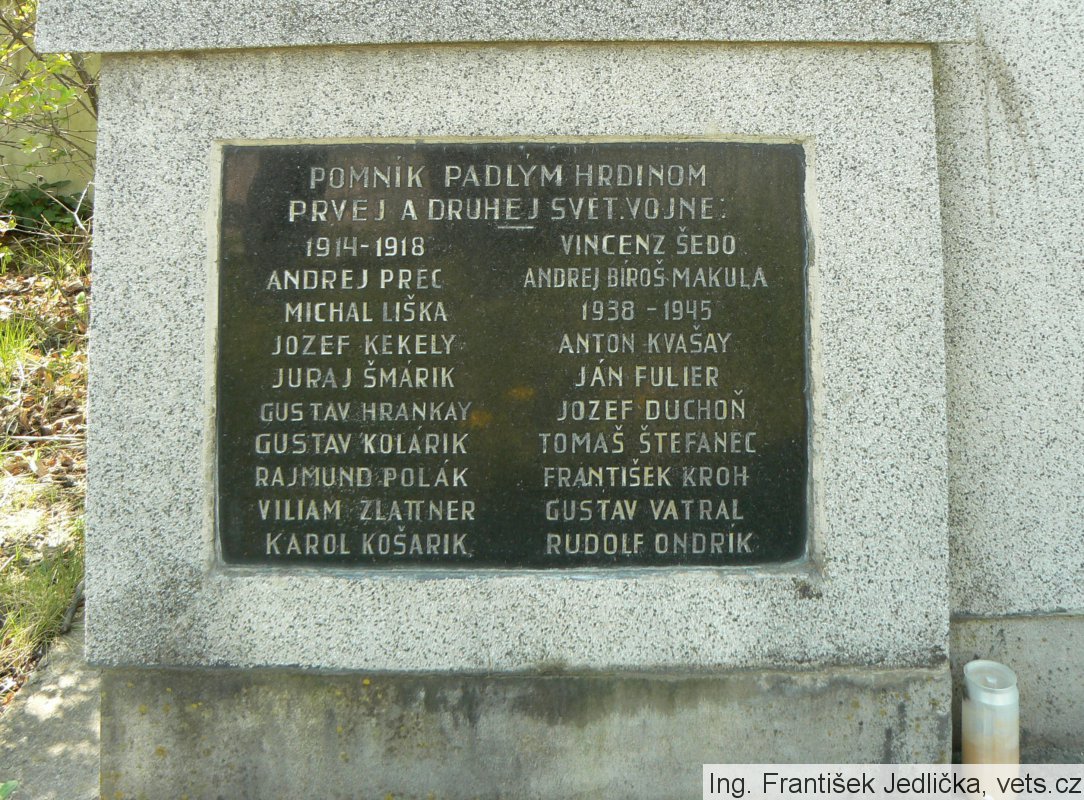 POMNÍK PADLÝM HRDINOM
PRVEJ A DRUHEJ SVET. VOJNE:
1914-1918
ANDREJ PREC
MICHAL LIŠKA
JOZEF KEKELY
JURAJ ŠMÁRIK
GUSTAV HRANKAY
GUSTAV KOLÁRIK
RAJMUND POLÁK
VILIAM ZLATTNER
KAROL KOŠARIK
VINCENZ ŠEDO
ANDREJ BÍROŠ-MAKULA
1938 - 1945
ANTON KVAŠAY
JÁN FULIER
JOZEF DUCHOŇ
TOMAŠ ŠTEFANEC
FRANTIŠEK KROH
GUSTAV VATRAL
RUDOLF ONDRÍK
Ing. František Jedlička, vets.cz